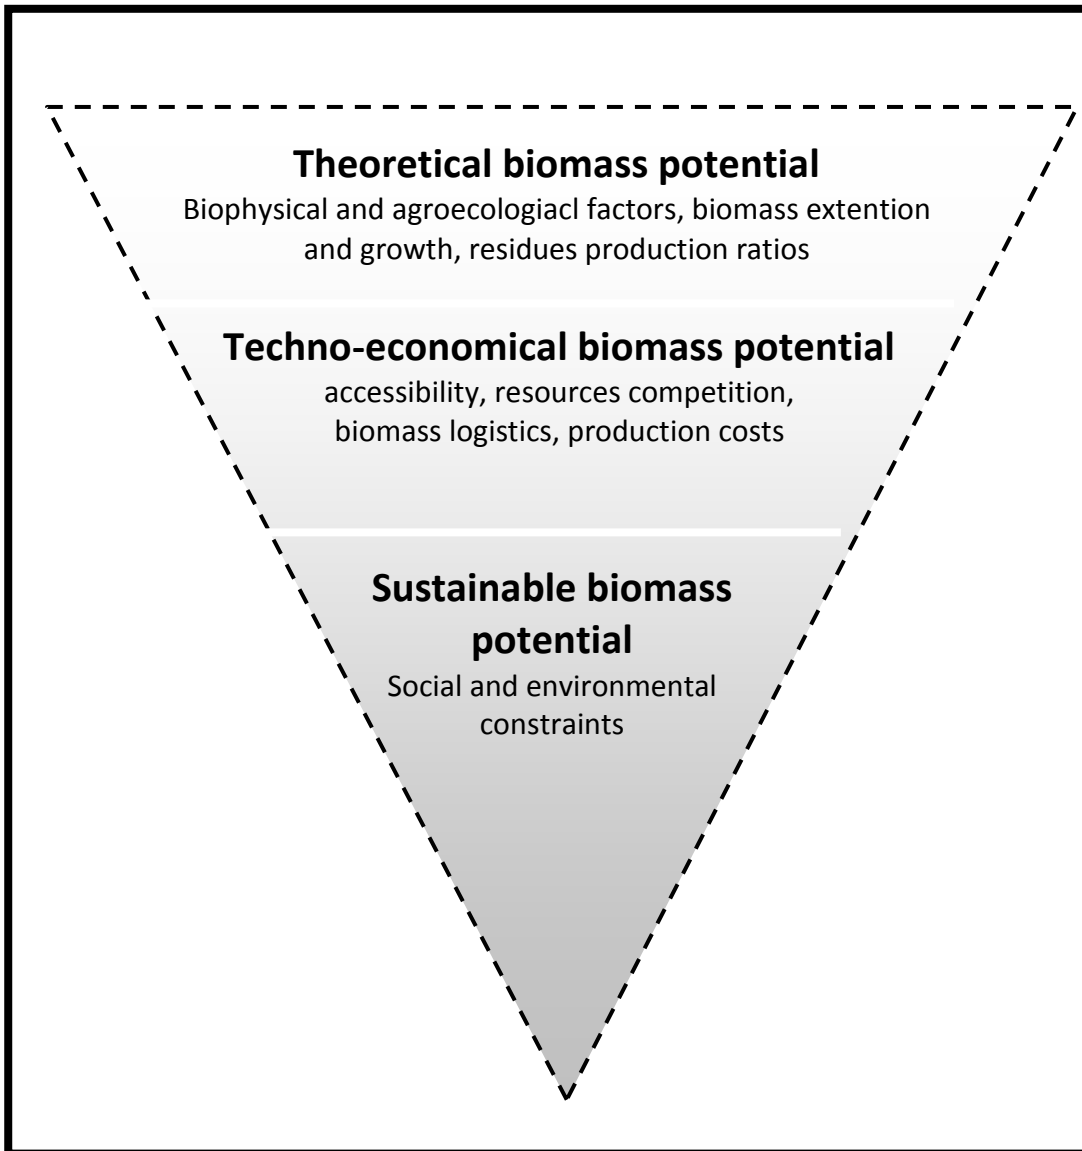 Theoretical biomass potential
Biophysical and agroecologiacl factors, biomass extention
and growth, residues production ratios
Techno-economical biomass potential
accessibility, resources competition,
biomass logistics, production costs
Sustainable biomass
potential
Social and environmental
constraints